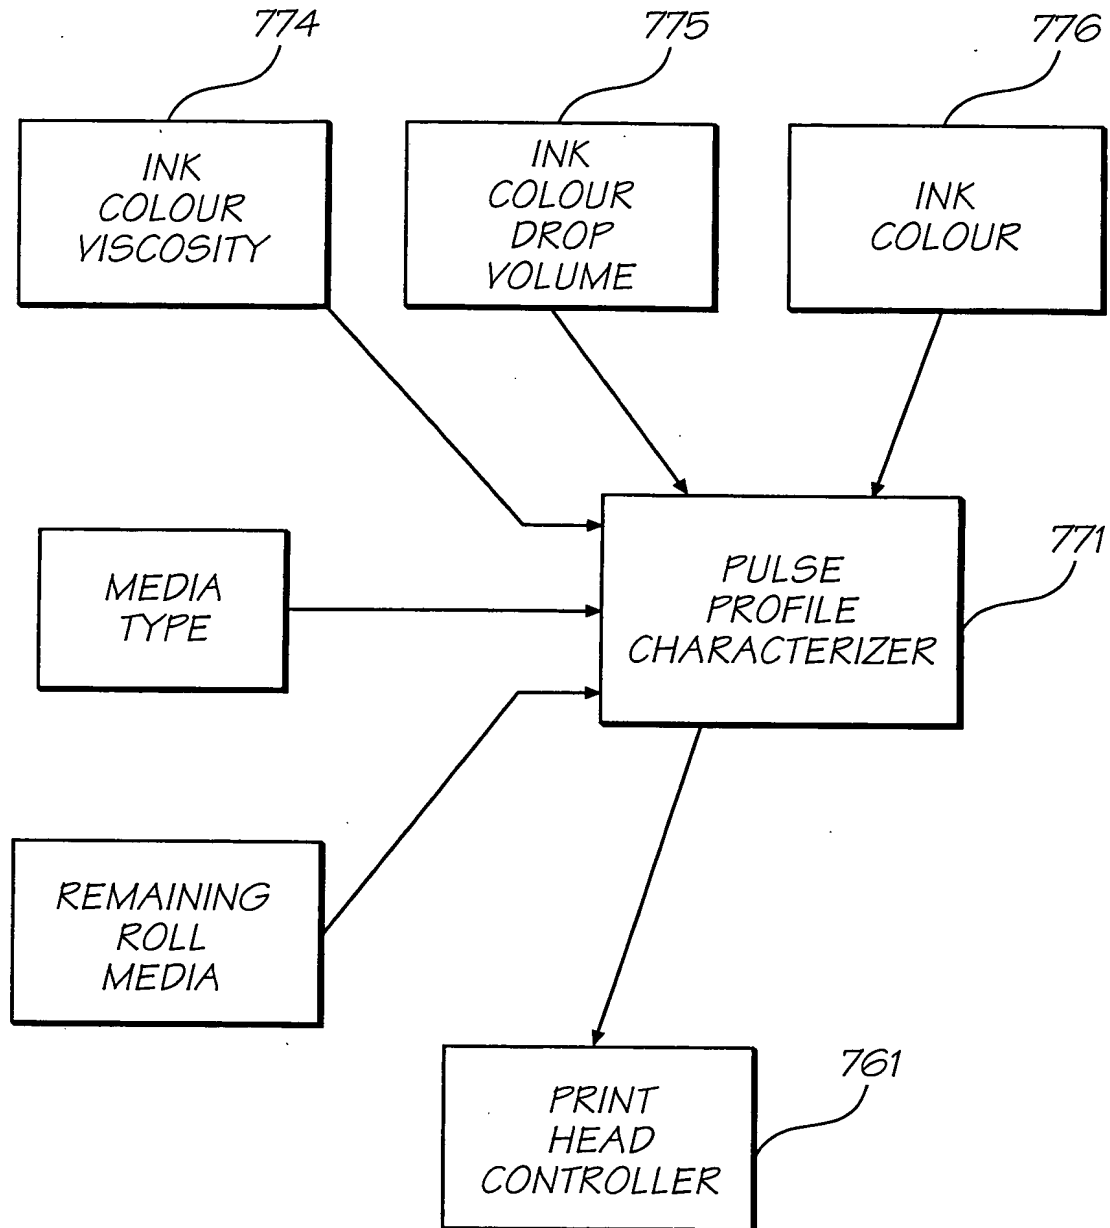 774
775
776
INK
COLOUR
VISCOSITY
INK
COLOUR
DROP
VOLUME
INK
COLOUR
MEDIA
TYPE
PULSE
PROFILE
CHARACTERIZER
771
REMAINING
ROLL
MEDIA
PRINT
HEAD
CONTROLLER
761